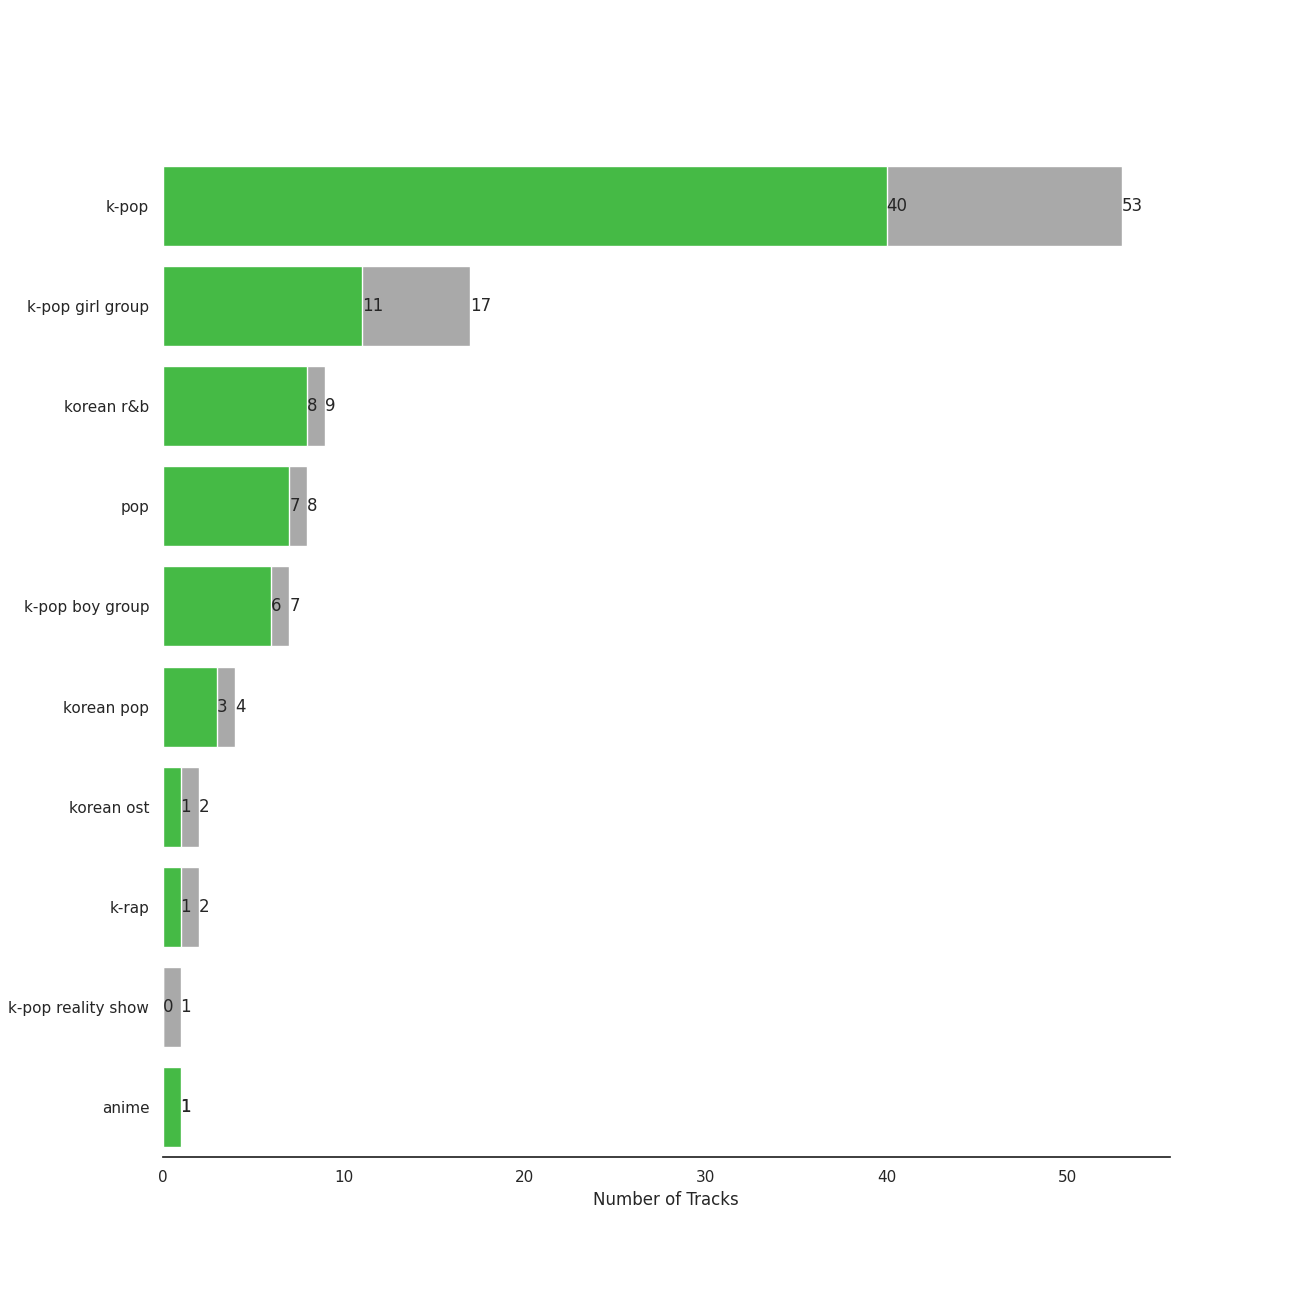 k-pop 40 53
k-pop girl group 11 17
korean r&b 8 9
pop 7 8
k-pop boy group 6 7
korean pop 3 4
korean ost 1 2
k-rap 1 2
k-pop reality show 0 1
anime 1
0 10 20 30 40 50
Number of Tracks